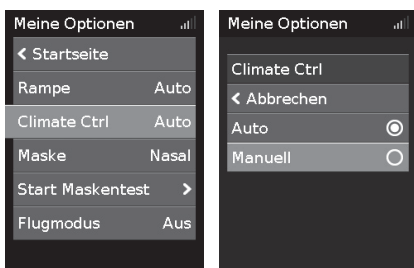 Meine Optionen
Startseite
Rampe Auto
Climate Ctrl Auto
Maske Nasal
Start Maskentest
Flugmodus Aus
Meine Optionen
Climate Ctrl
Abbrechen
Auto
Manuell